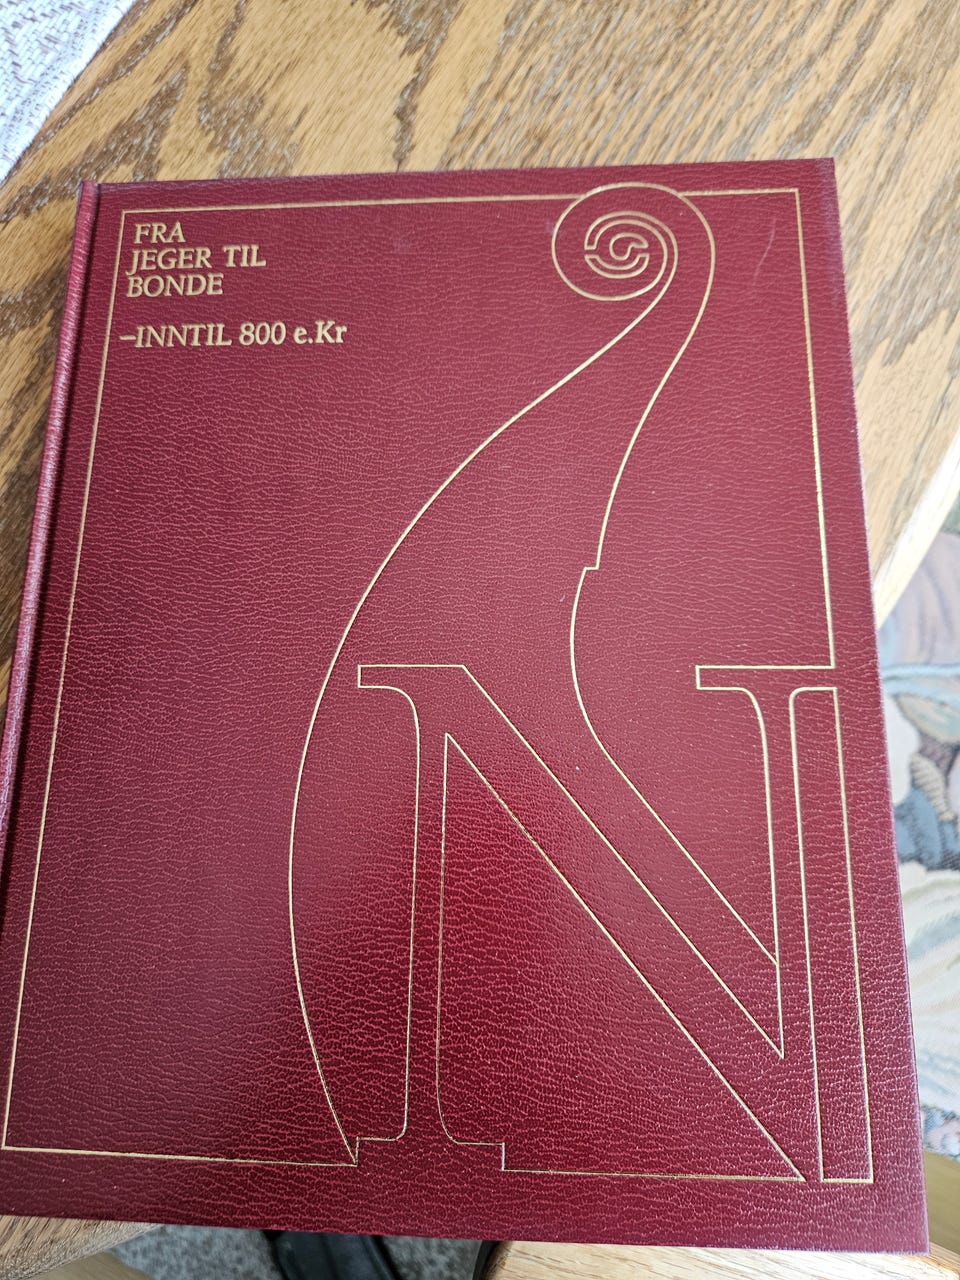 FRA
JEGER TIL
BONDE
–INNTIL 800 e.Kr
N